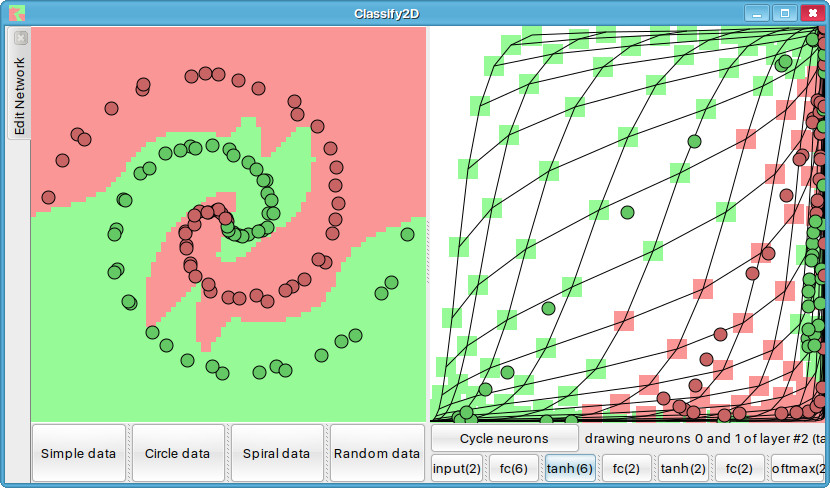 Classify2D
Edit Network
Simple data
Circle data
Spiral data
Random data
Cycle neurons
drawing neurons 0 and 1 of layer #2 (ta
input(2)
fc(6)
tanh(6)
fc(2)
tanh(2)
fc(2)
oftmax(2